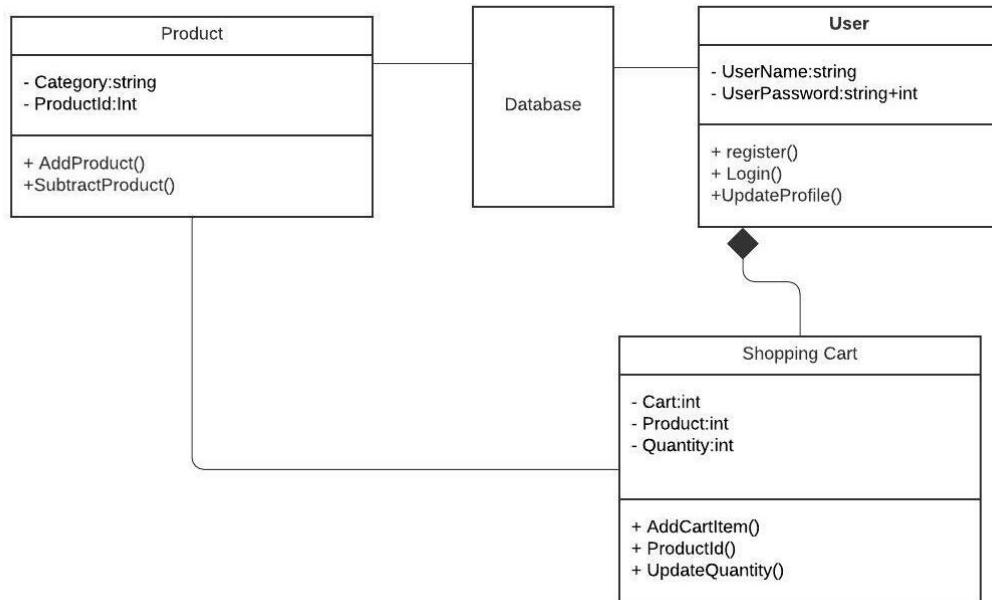 Product
- Category:string
- ProductId:Int
+ AddProduct()
+SubtractProduct()
Database
User
- UserName:string
- UserPassword:string+int
+ register()
+ Login()
+UpdateProfile()
Shopping Cart
- Cart:int
- Product:int
- Quantity:int
+ AddCartItem()
+ ProductId()
+ UpdateQuantity()